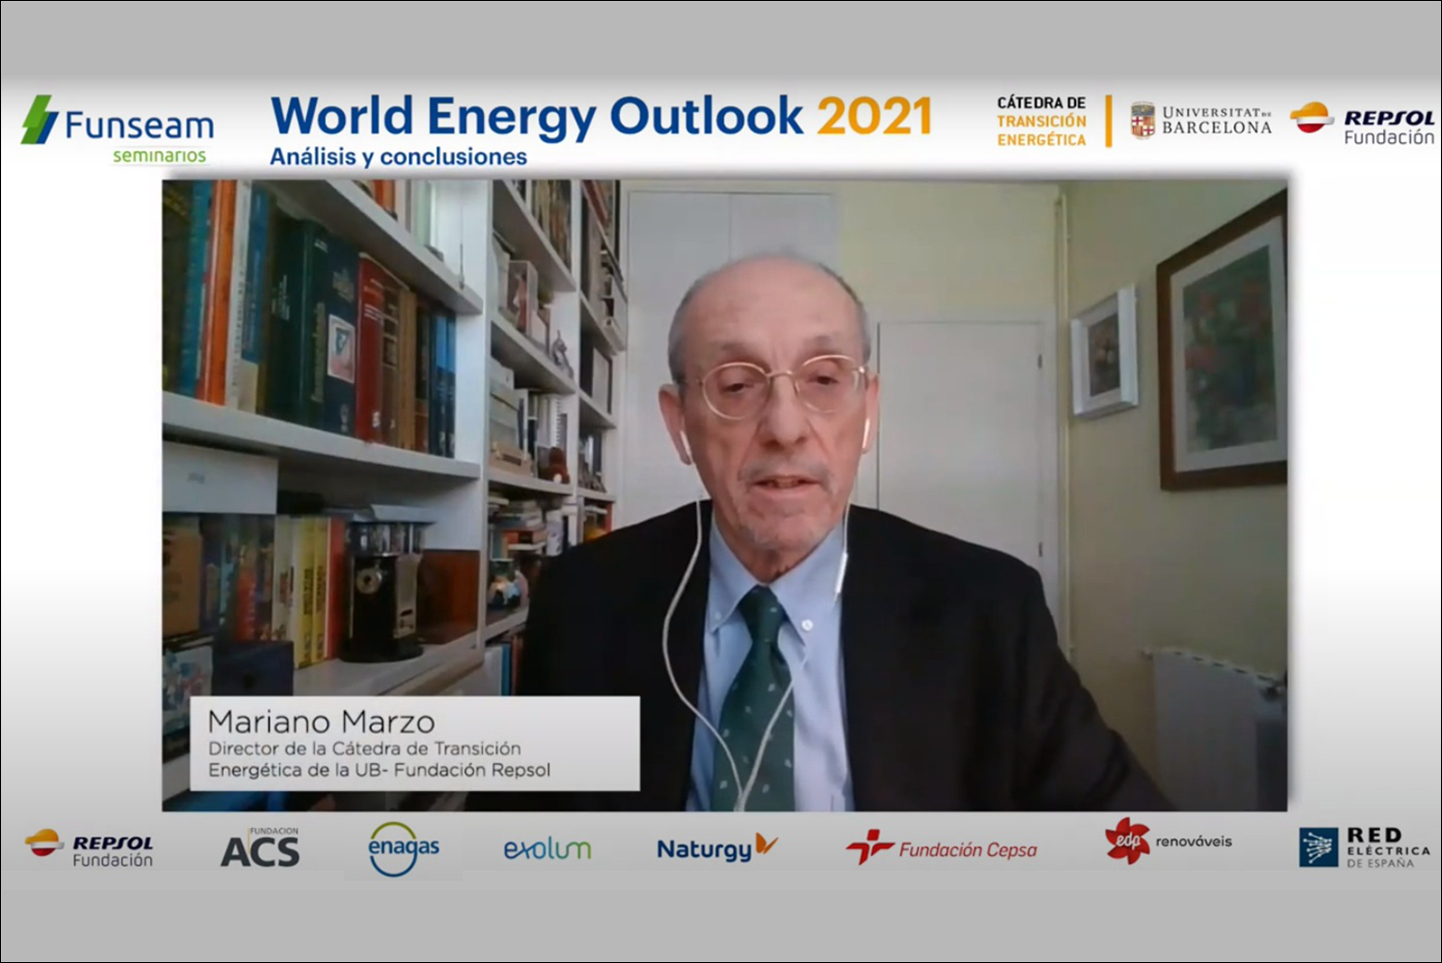 Funseam
seminarios
World Energy Outlook 2021
Análisis y conclusiones
CÁTEDRA DE
TRANSICIÓN
ENERGÉTICA
UNIVERSITAT DE
BARCELONA
REPSOL
Fundación
Mariano Marzo
Director de la Cátedra de Transición
Energética de la UB- Fundación Repsol
REPSOL
Fundación
FUNDACIÓN
ACS
enagas
exolum
Naturgy
Fundación Cepsa
edp renováveis
RED
ELÉCTRICA
DE ESPAÑA